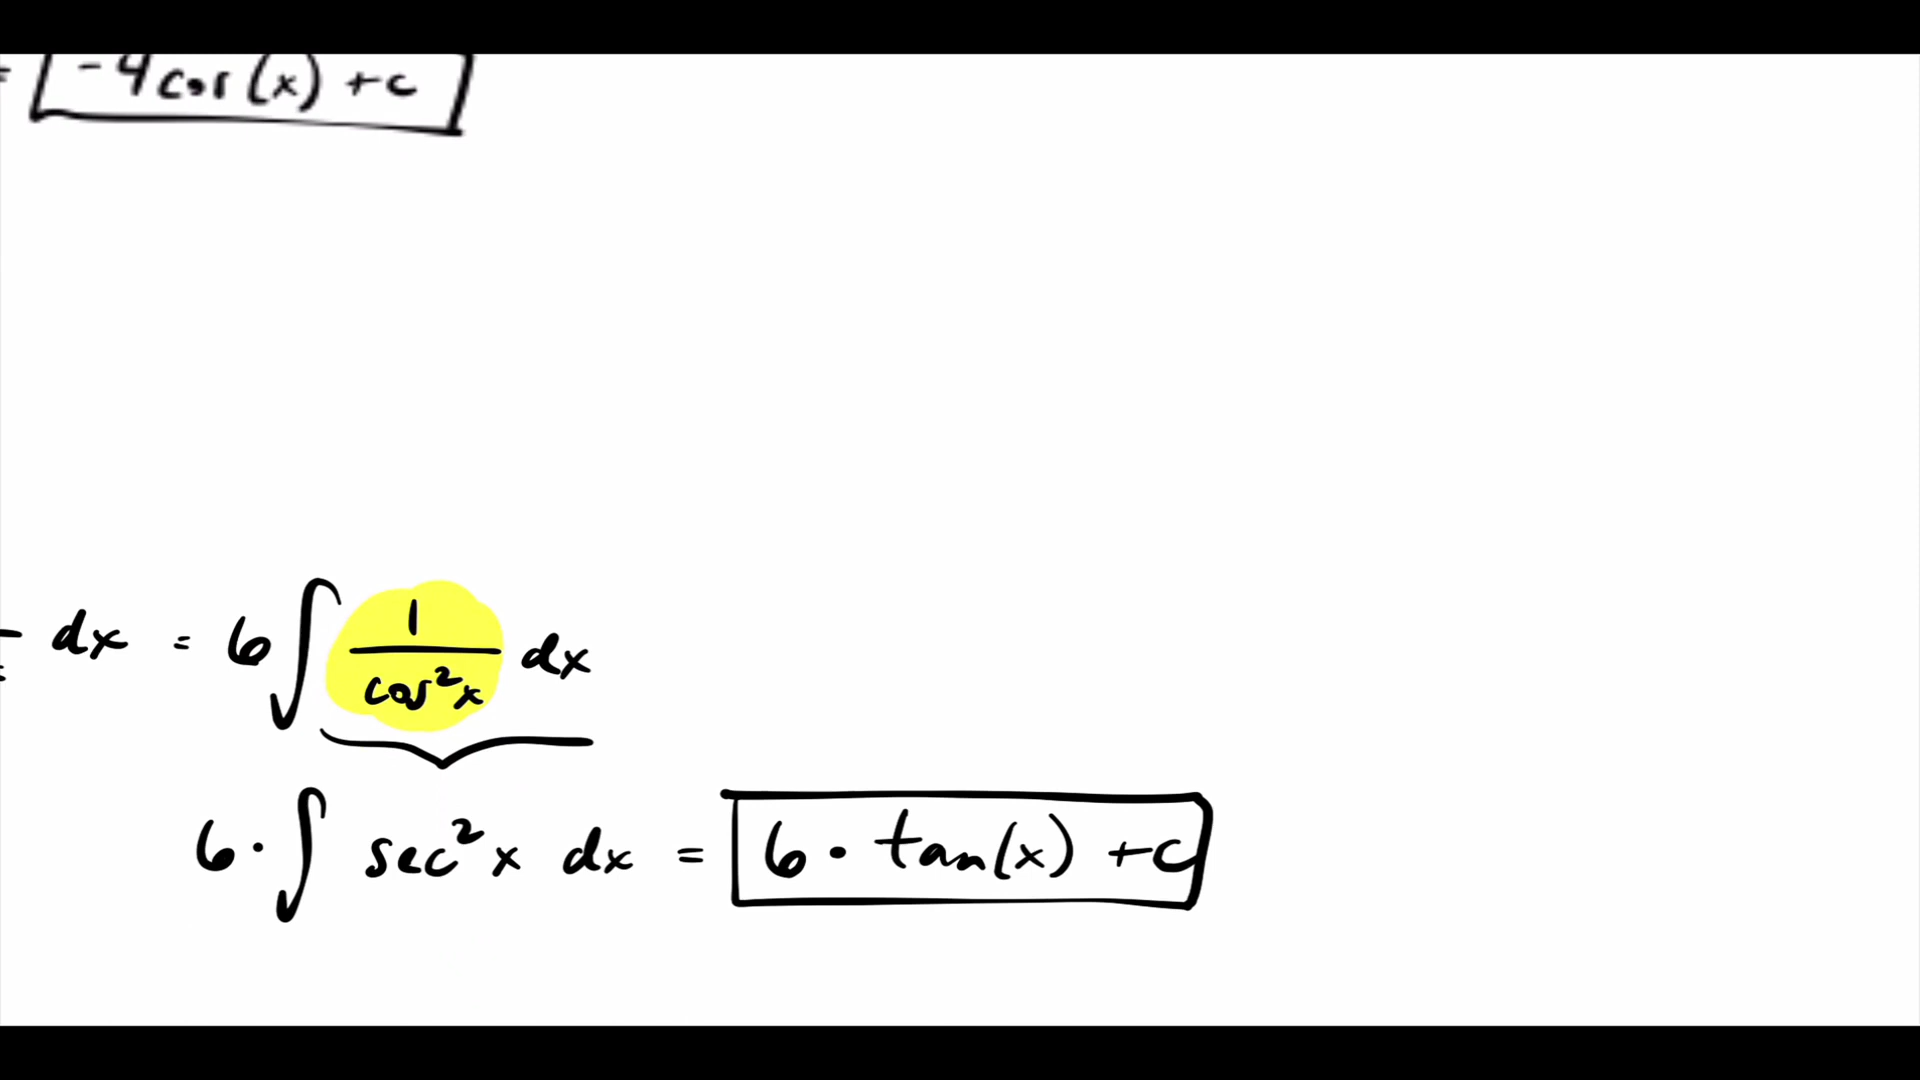 = -4cos(x) +c
dx = 6∫ 1/cos²x dx
6·∫ sec²x dx = 6·tan(x) +c